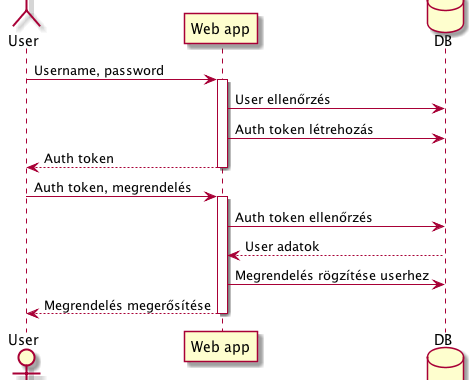 User
Web app
DB
Username, password
User ellenőrzés
Auth token létrehozás
Auth token
Auth token, megrendelés
Auth token ellenőrzés
User adatok
Megrendelés rögzítése userhez
Megrendelés megerősítése
User
Web app
DB